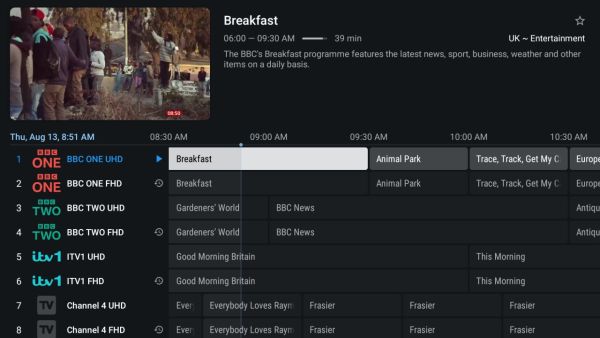 Breakfast
06:00 — 09:30 AM 39 min
UK ~ Entertainment
The BBC's Breakfast programme features the latest news, sport, business, weather and other
items on a daily basis.
08:50
Thu, Aug 13, 8:51 AM 08:30 AM 09:00 AM 09:30 AM 10:00 AM 10:30 AM
1 BBC ONE BBC ONE UHD Breakfast Animal Park Trace, Track, Get My C Europe
2 BBC ONE BBC ONE FHD Breakfast Animal Park Trace, Track, Get My C Europe
3 BBC TWO BBC TWO UHD Gardeners' World BBC News Antiqu
4 BBC TWO BBC TWO FHD Gardeners' World BBC News Antiqu
5 itv1 ITV1 UHD Good Morning Britain This Morning
6 itv1 ITV1 FHD Good Morning Britain This Morning
7 TV Channel 4 UHD Ever Everybody Loves Raym Frasier Frasier Frasier
8 TV Channel 4 FHD Ever Everybody Loves Raym Frasier Frasier Frasier